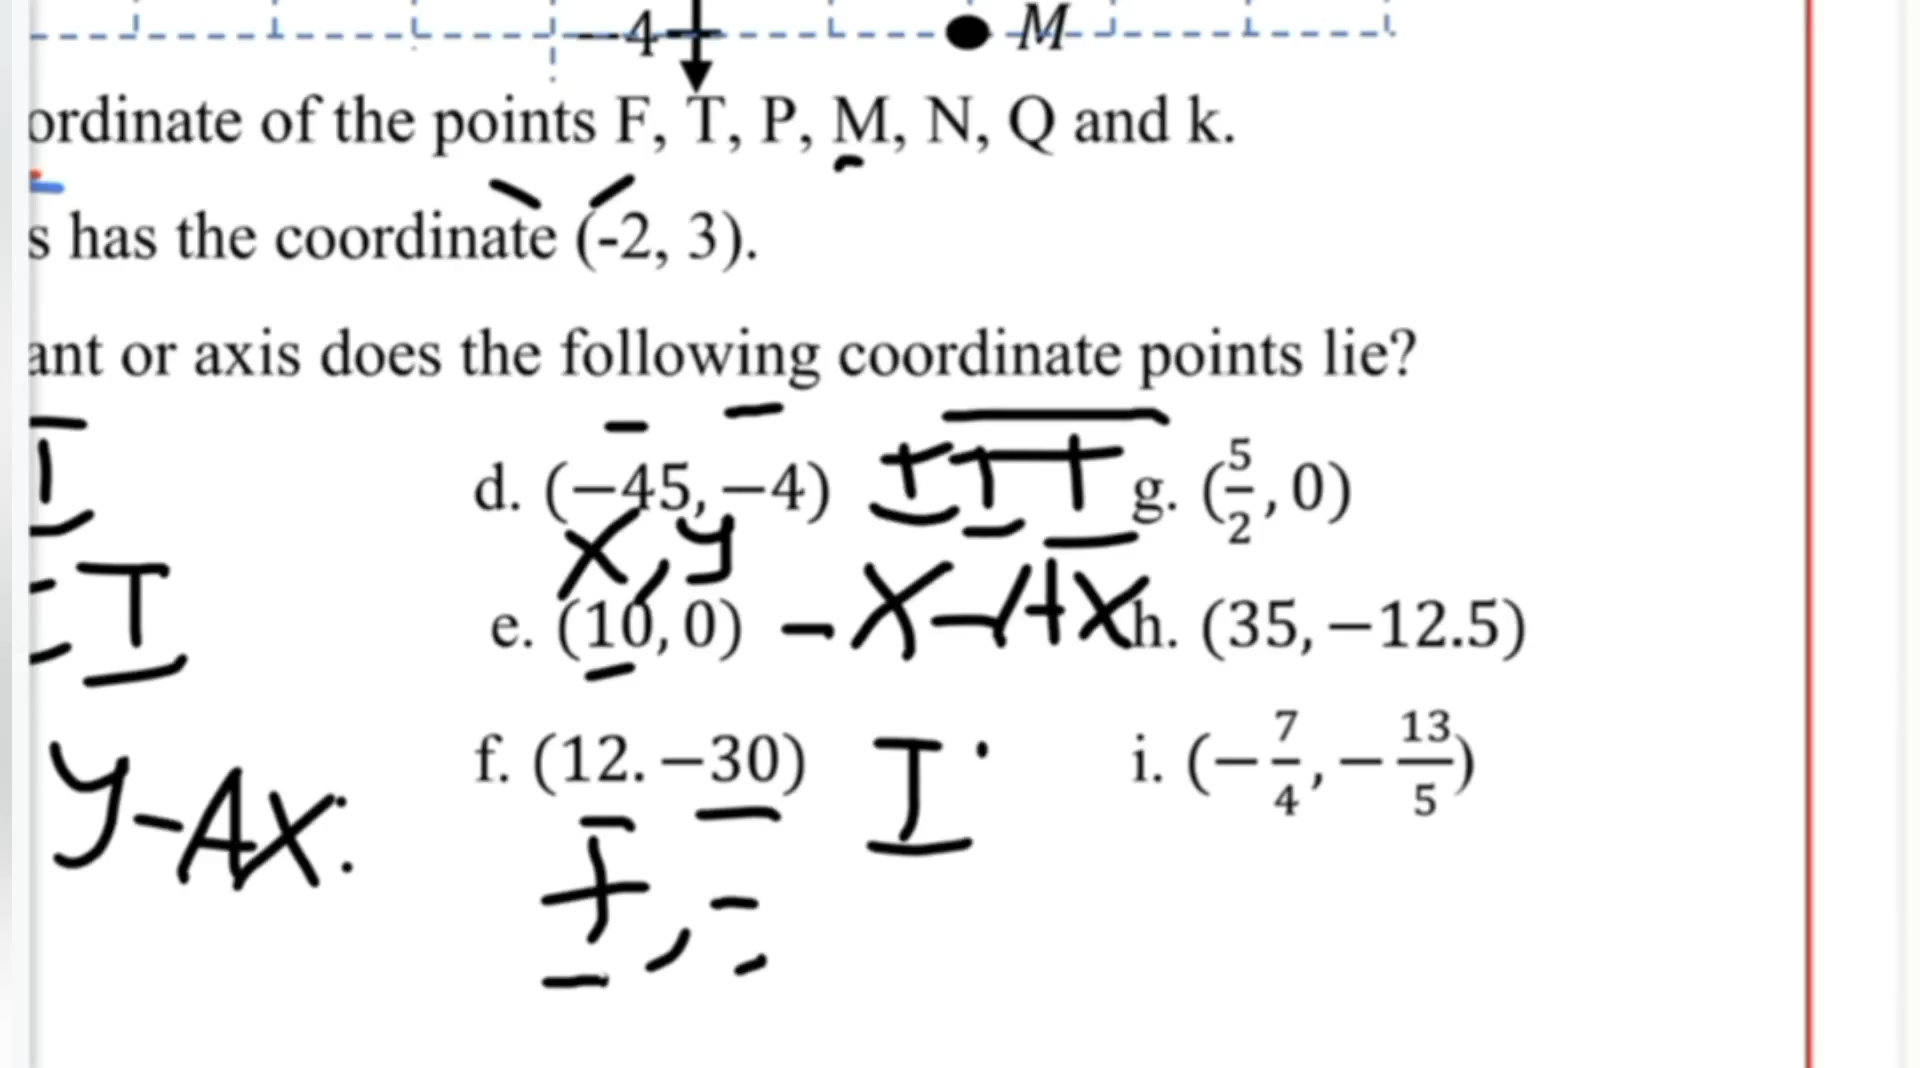 −4 M
ordinate of the points F, T, P, M, N, Q and k.
s has the coordinate (-2, 3).
ant or axis does the following coordinate points lie?
I
d. (−45, −4) III g. (5/2, 0)
x, y
I
e. (10, 0) - X-AX h. (35, −12.5)
y-AX.
f. (12. −30) I i. (−7/4, −13/5)
+, -